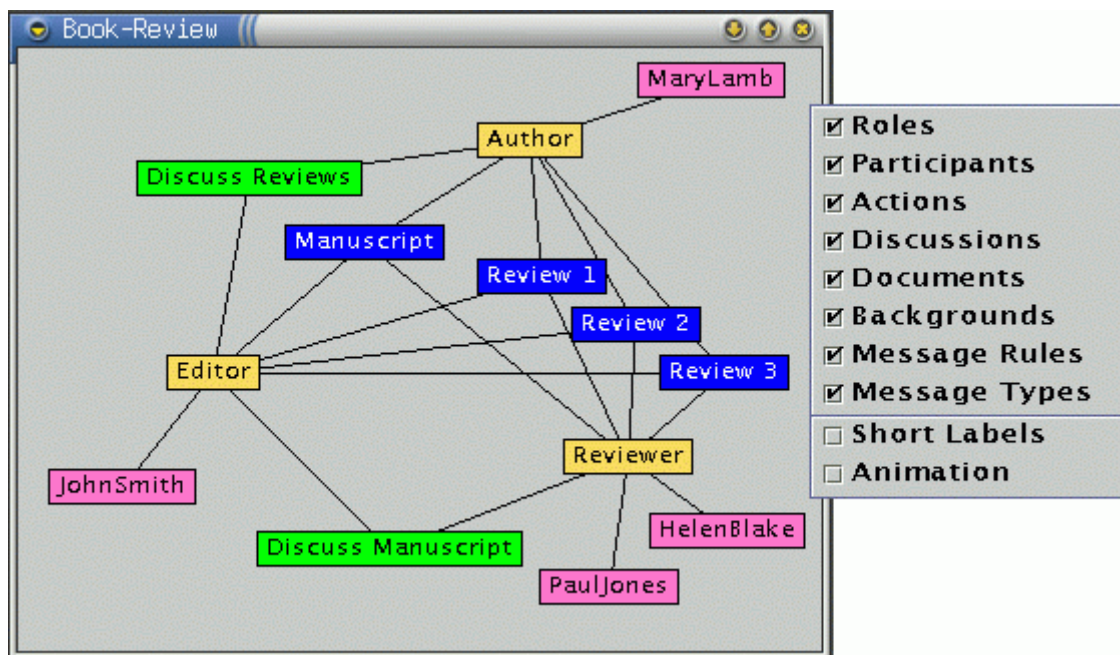 Book-Review
MaryLamb
Author
Discuss Reviews
Manuscript
Review 1
Review 2
Editor
Review 3
Reviewer
JohnSmith
HelenBlake
Discuss Manuscript
PaulJones
Roles
Participants
Actions
Discussions
Documents
Backgrounds
Message Rules
Message Types
Short Labels
Animation